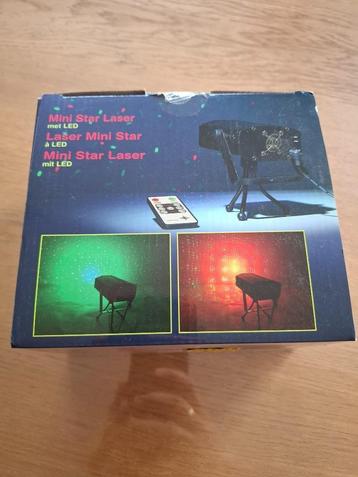 Mini Star Laser
met LED
Laser Mini Star
à LED
Mini Star Laser
mit LED